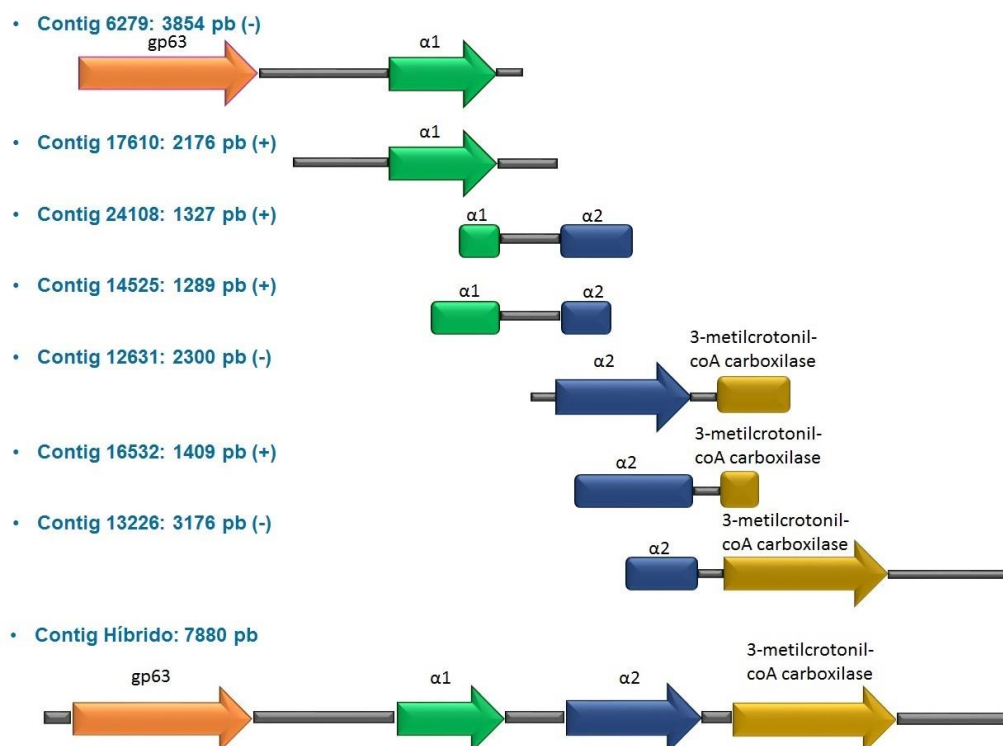 • Contig 6279: 3854 pb (-)
gp63
α1
• Contig 17610: 2176 pb (+)
α1
• Contig 24108: 1327 pb (+)
α1
α2
• Contig 14525: 1289 pb (+)
α1
α2
• Contig 12631: 2300 pb (-)
α2
3-metilcrotonil-
coA carboxilase
• Contig 16532: 1409 pb (+)
α2
3-metilcrotonil-
coA carboxilase
• Contig 13226: 3176 pb (-)
α2
3-metilcrotonil-
coA carboxilase
• Contig Híbrido: 7880 pb
gp63
α1
α2
3-metilcrotonil-
coA carboxilase